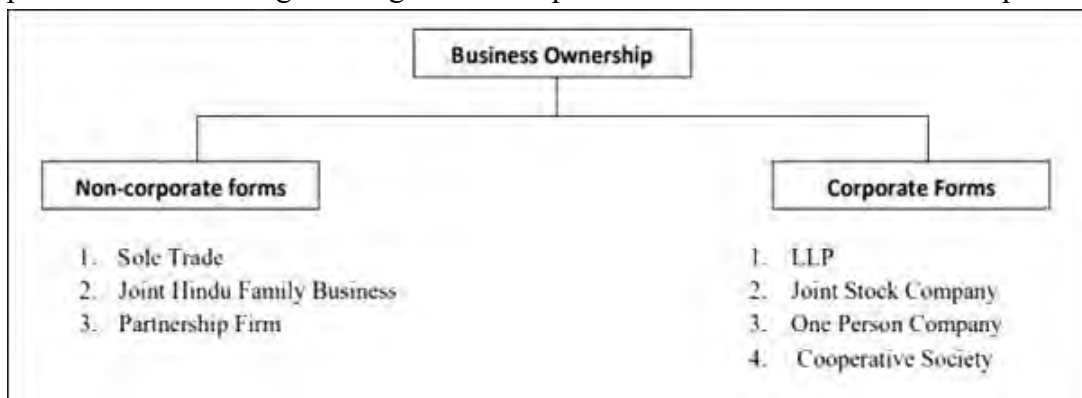 Business Ownership
Non-corporate forms
1. Sole Trade
2. Joint Hindu Family Business
3. Partnership Firm
Corporate Forms
1. LLP
2. Joint Stock Company
3. One Person Company
4. Cooperative Society